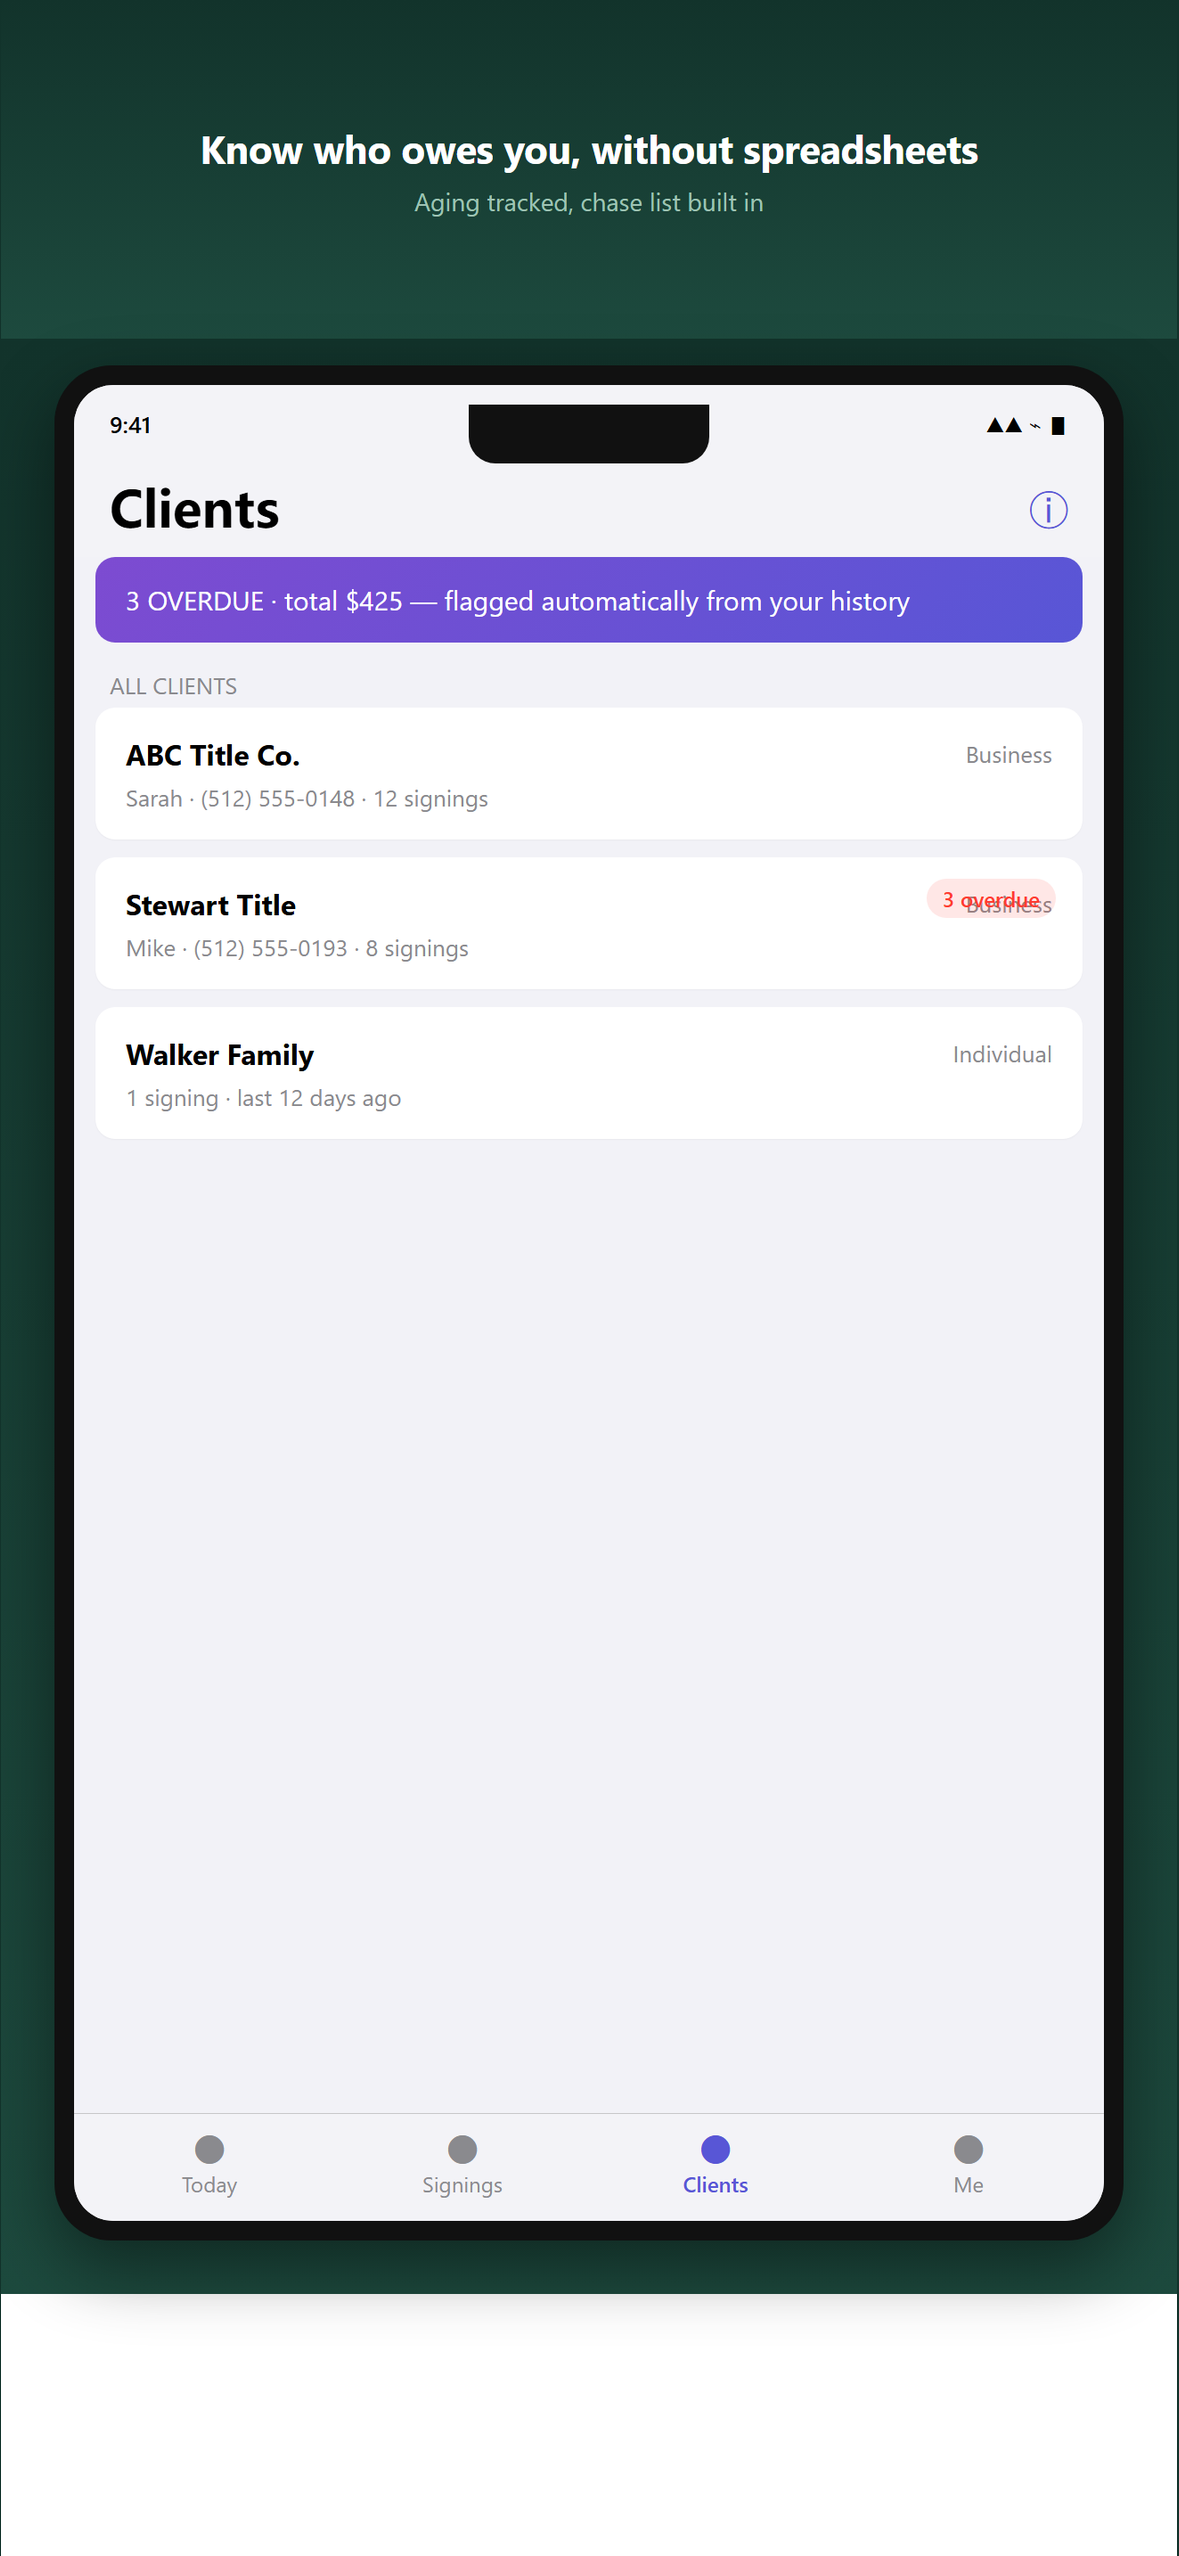 Know who owes you, without spreadsheets
Aging tracked, chase list built in
9:41
Clients
3 OVERDUE · total $425 — flagged automatically from your history
ALL CLIENTS
ABC Title Co.
Business
Sarah · (512) 555-0148 · 12 signings
Stewart Title
3 overdue
Business
Mike · (512) 555-0193 · 8 signings
Walker Family
Individual
1 signing · last 12 days ago
Today
Signings
Clients
Me